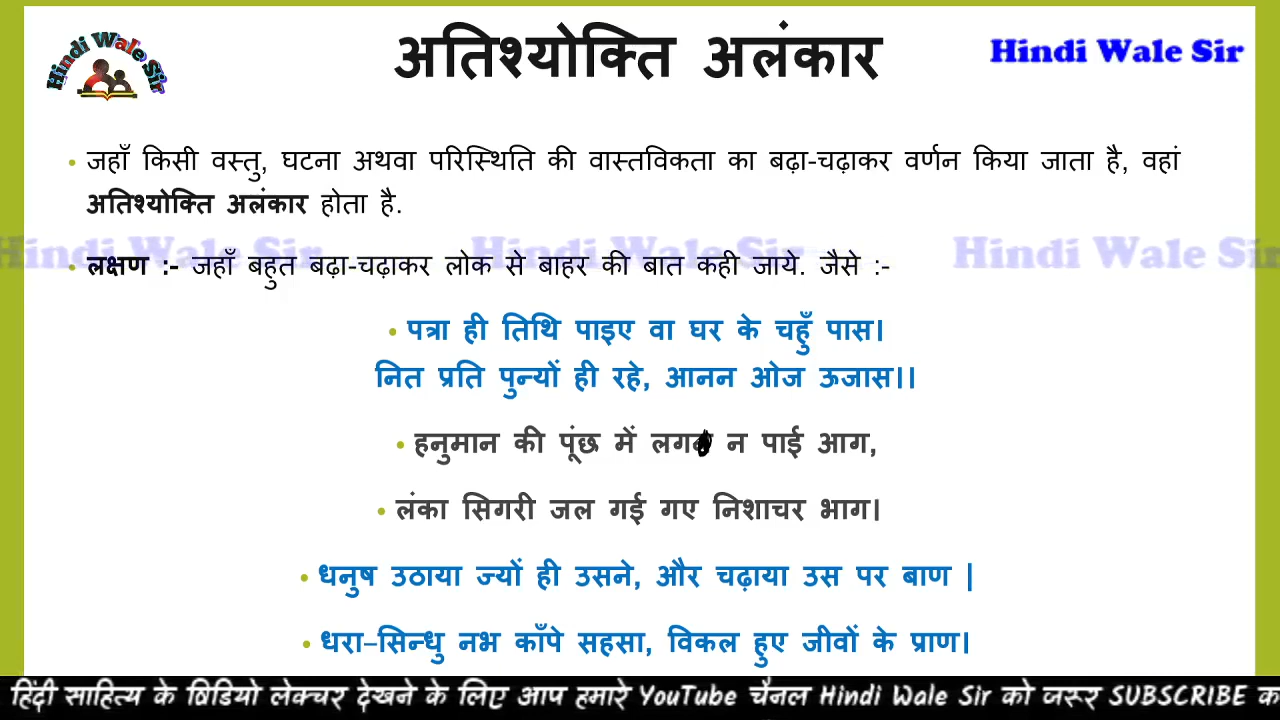 Hindi Wale Sir
अतिश्योक्ति अलंकार
Hindi Wale Sir
• जहाँ किसी वस्तु, घटना अथवा परिस्थिति की वास्तविकता का बढ़ा-चढ़ाकर वर्णन किया जाता है, वहां
अतिश्योक्ति अलंकार होता है.
Hindi Wale Sir Hindi Wale Sir Hindi Wale Sir
• लक्षण :- जहाँ बहुत बढ़ा-चढ़ाकर लोक से बाहर की बात कही जाये. जैसे :-
• पत्रा ही तिथि पाइए वा घर के चहुँ पास।
नित प्रति पुन्यों ही रहे, आनन ओज ऊजास।।
• हनुमान की पूंछ में न पाई आग,
• लंका सिगरी जल गई गए निशाचर भाग।
• धनुष उठाया ज्यों ही उसने, और चढ़ाया उस पर बाण |
• धरा–सिन्धु नभ काँपे सहसा, विकल हुए जीवों के प्राण।
हिंदी साहित्य के विडियो लेक्चर देखने के लिए आप हमारे YouTube चैनल Hindi Wale Sir को जरूर SUBSCRIBE